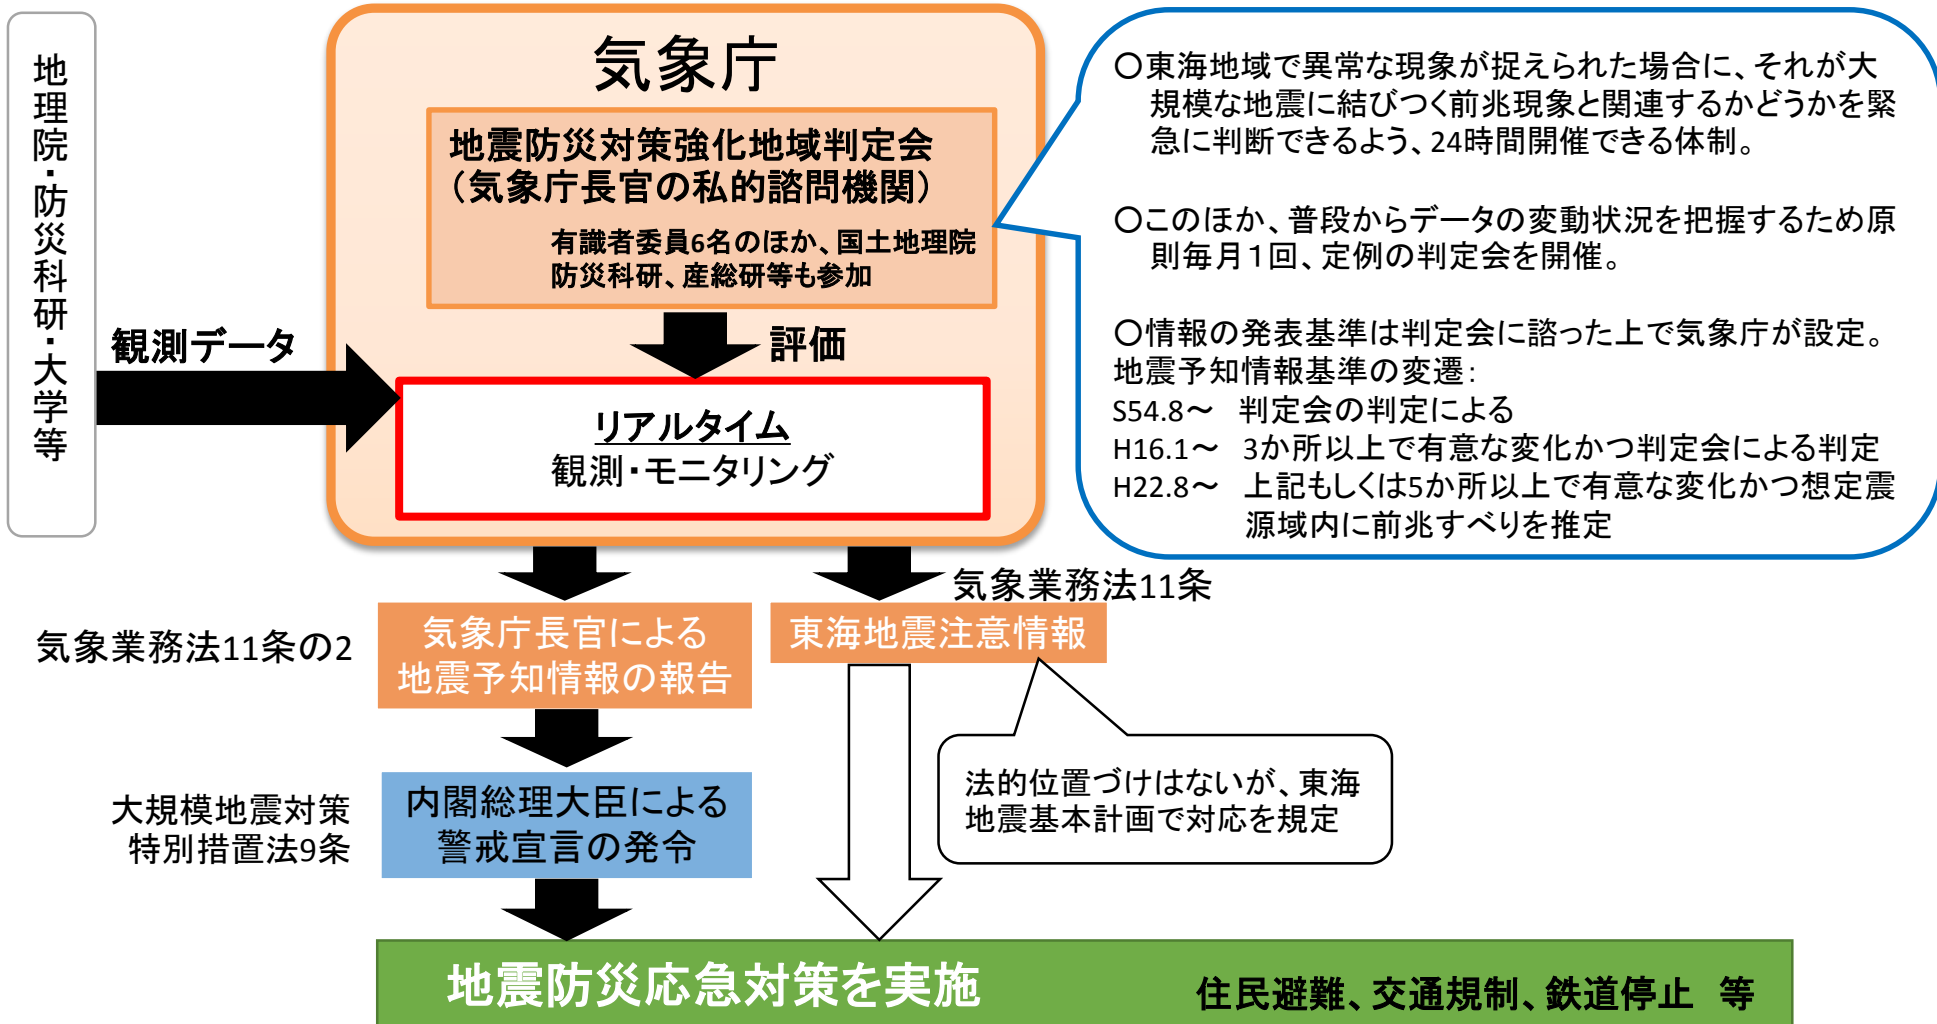 地理院・防災科研・大学等
気象庁
地震防災対策強化地域判定会
（気象庁長官の私的諮問機関）
有識者委員6名のほか、国土地理院
防災科研、産総研等も参加
観測データ
評価
リアルタイム
観測・モニタリング
〇東海地域で異常な現象が捉えられた場合に、それが大
規模な地震に結びつく前兆現象と関連するかどうかを緊
急に判断できるよう、24時間開催できる体制。
〇このほか、普段からデータの変動状況を把握するため原
則毎月１回、定例の判定会を開催。
〇情報の発表基準は判定会に諮った上で気象庁が設定。
地震予知情報基準の変遷：
S54.8～ 判定会の判定による
H16.1～ 3か所以上で有意な変化かつ判定会による判定
H22.8～ 上記もしくは5か所以上で有意な変化かつ想定震
源域内に前兆すべりを推定
気象業務法11条
気象業務法11条の2
気象庁長官による
地震予知情報の報告
東海地震注意情報
法的位置づけはないが、東海
地震基本計画で対応を規定
大規模地震対策
特別措置法9条
内閣総理大臣による
警戒宣言の発令
地震防災応急対策を実施
住民避難、交通規制、鉄道停止 等